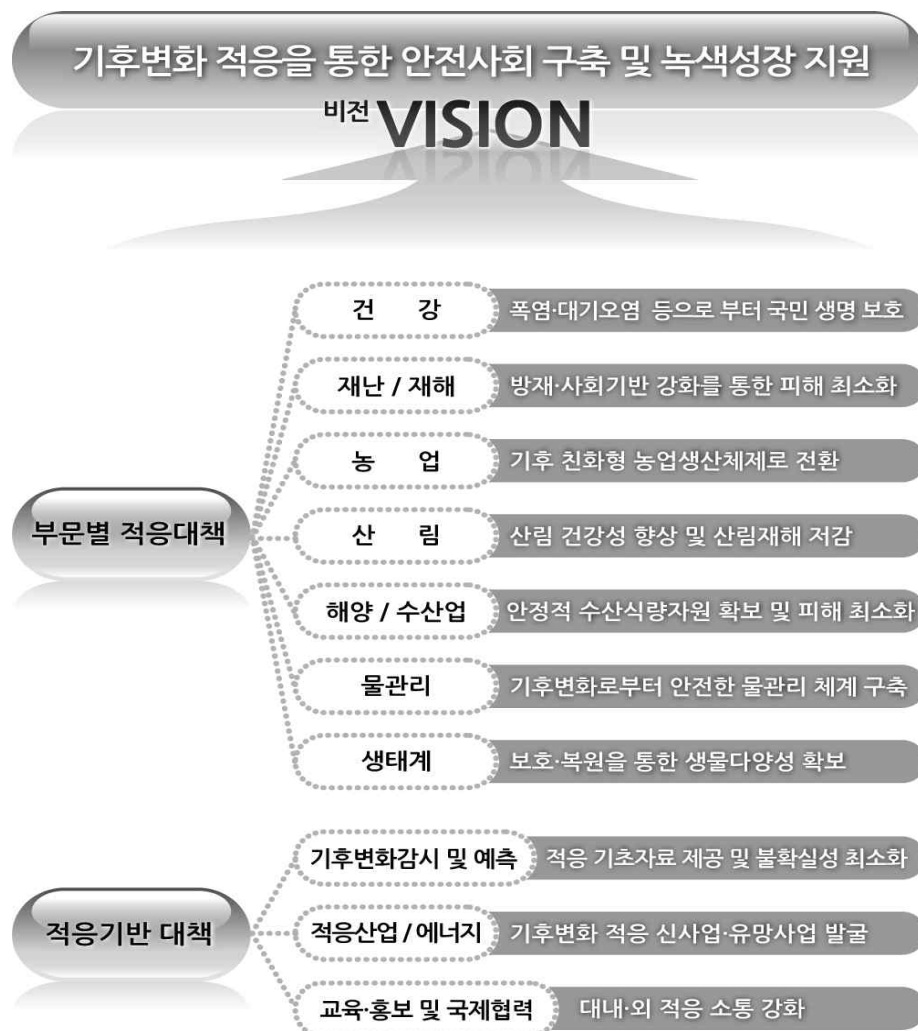 기후변화 적응을 통한 안전사회 구축 및 녹색성장 지원
비전 VISION
건 강 폭염·대기오염 등으로 부터 국민 생명 보호
재난 / 재해 방재·사회기반 강화를 통한 피해 최소화
농 업 기후 친화형 농업생산체제로 전환
부문별 적응대책
산 림 산림 건강성 향상 및 산림재해 저감
해양 / 수산업 안정적 수산식량자원 확보 및 피해 최소화
물관리 기후변화로부터 안전한 물관리 체계 구축
생태계 보호·복원을 통한 생물다양성 확보
기후변화감시 및 예측 적응 기초자료 제공 및 불확실성 최소화
적응기반 대책
적응산업 / 에너지 기후변화 적응 신사업·유망사업 발굴
교육·홍보 및 국제협력 대내·외 적응 소통 강화